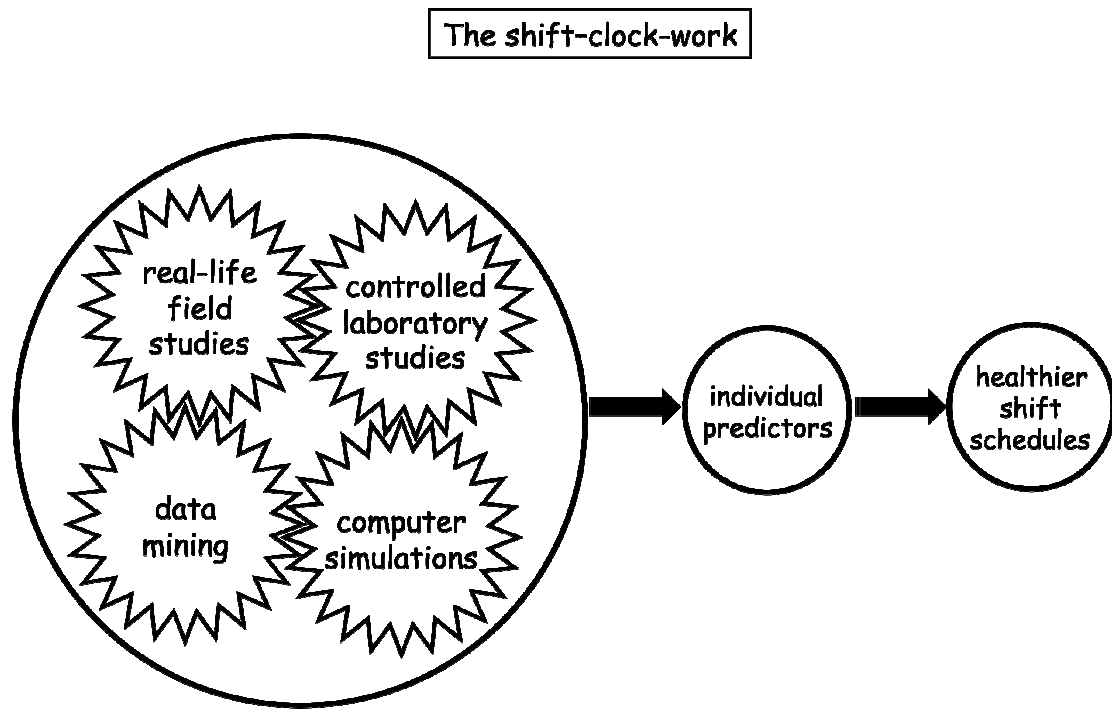 The shift-clock-work
real-life
field
studies
controlled
laboratory
studies
data
mining
computer
simulations
individual
predictors
healthier
shift
schedules